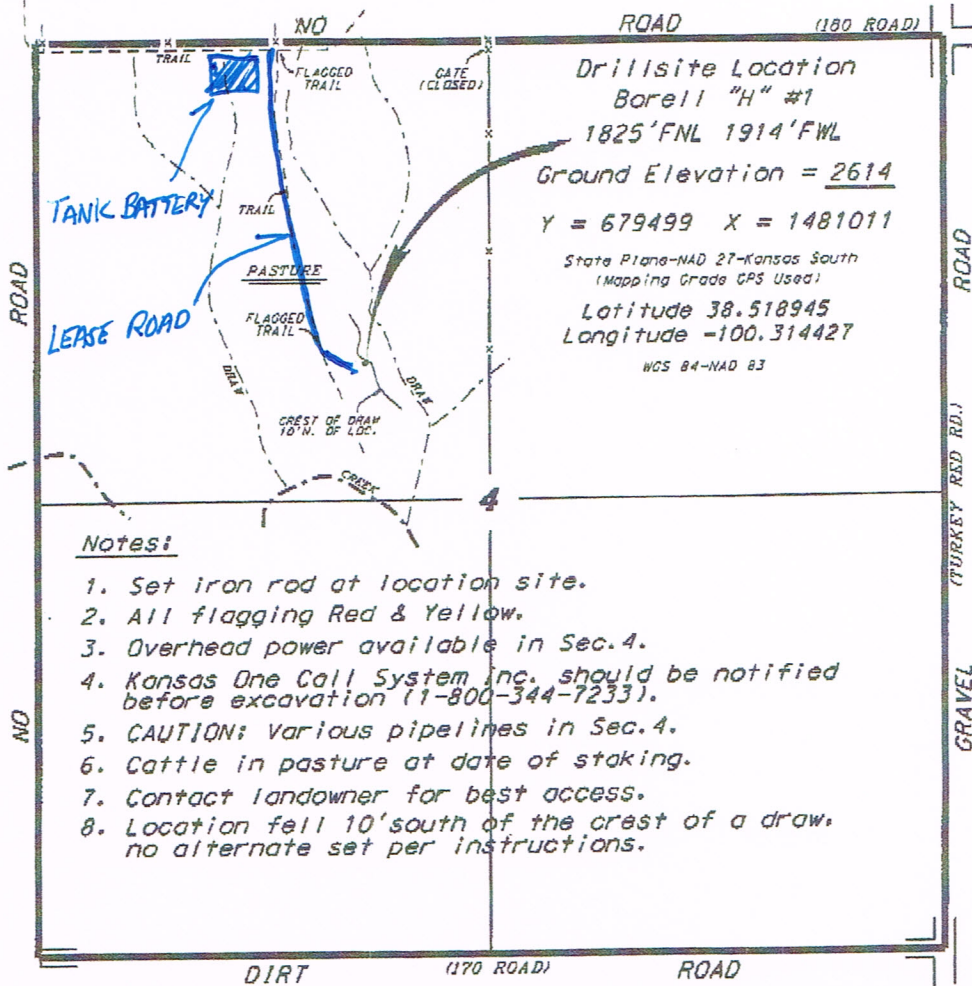 NO ROAD (180 ROAD)
TRAIL
FLAGGED
TRAIL
GATE
(CLOSED)
Drillsite Location
Borell "H" #1
1825'FNL 1914'FWL
Ground Elevation = 2614
Y = 679499 X = 1481011
State Plane-NAD 27-Kansas South
(Mapping Grade GPS Used)
Latitude 38.518945
Longitude -100.314427
WGS 84-NAD 83
TANK BATTERY
TRAIL
PASTURE
LEASE ROAD
FLAGGED
TRAIL
DRAW
DRAW
CREST OF DRAW
10'N. OF LOC.
CREEK
4
NO ROAD
GRAVEL (TURKEY RED RD.) ROAD
Notes:
1. Set iron rod at location site.
2. All flagging Red & Yellow.
3. Overhead power available in Sec.4.
4. Kansas One Call System Inc. should be notified
before excavation (1-800-344-7233).
5. CAUTION: Various pipelines in Sec.4.
6. Cattle in pasture at date of staking.
7. Contact landowner for best access.
8. Location fell 10'south of the crest of a draw,
no alternate set per instructions.
DIRT (170 ROAD) ROAD